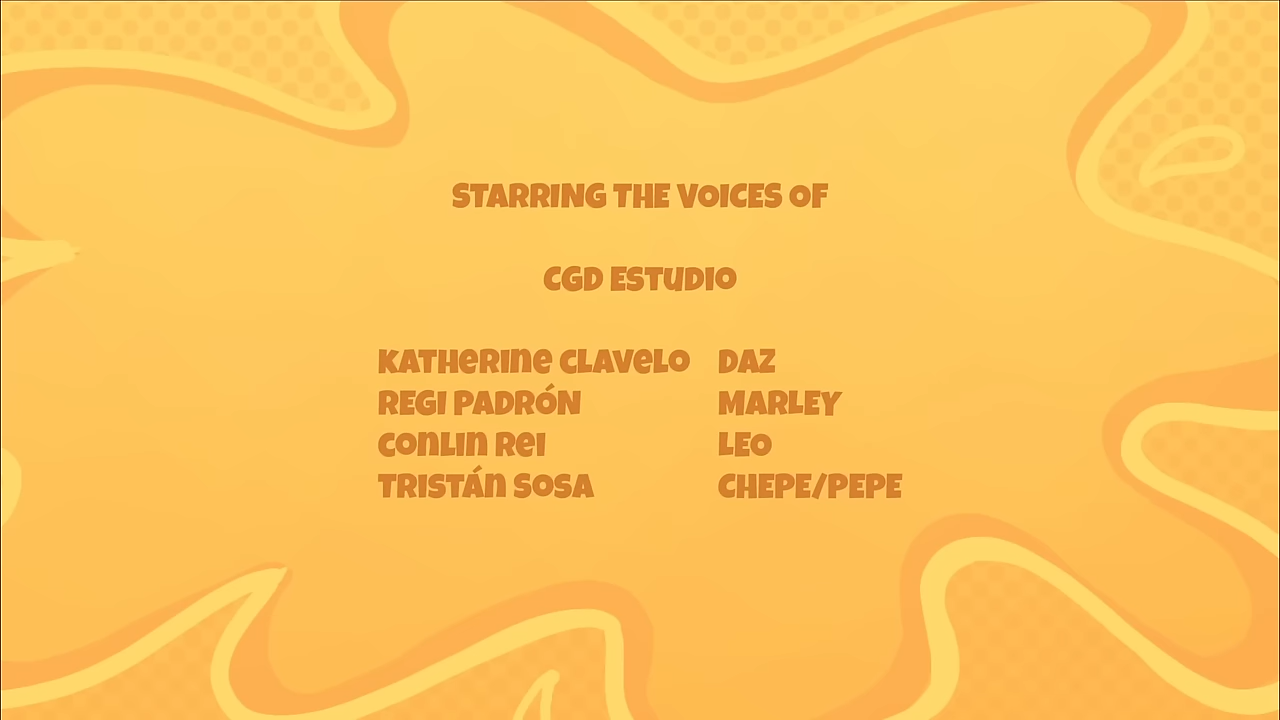 STARRING THE VOICES OF
CGD ESTUDIO
KATHERINE CLAVELO DAZ
REGI PADRÓN MARLEY
CONLIN REI LEO
TRISTÁN SOSA CHEPE/PEPE